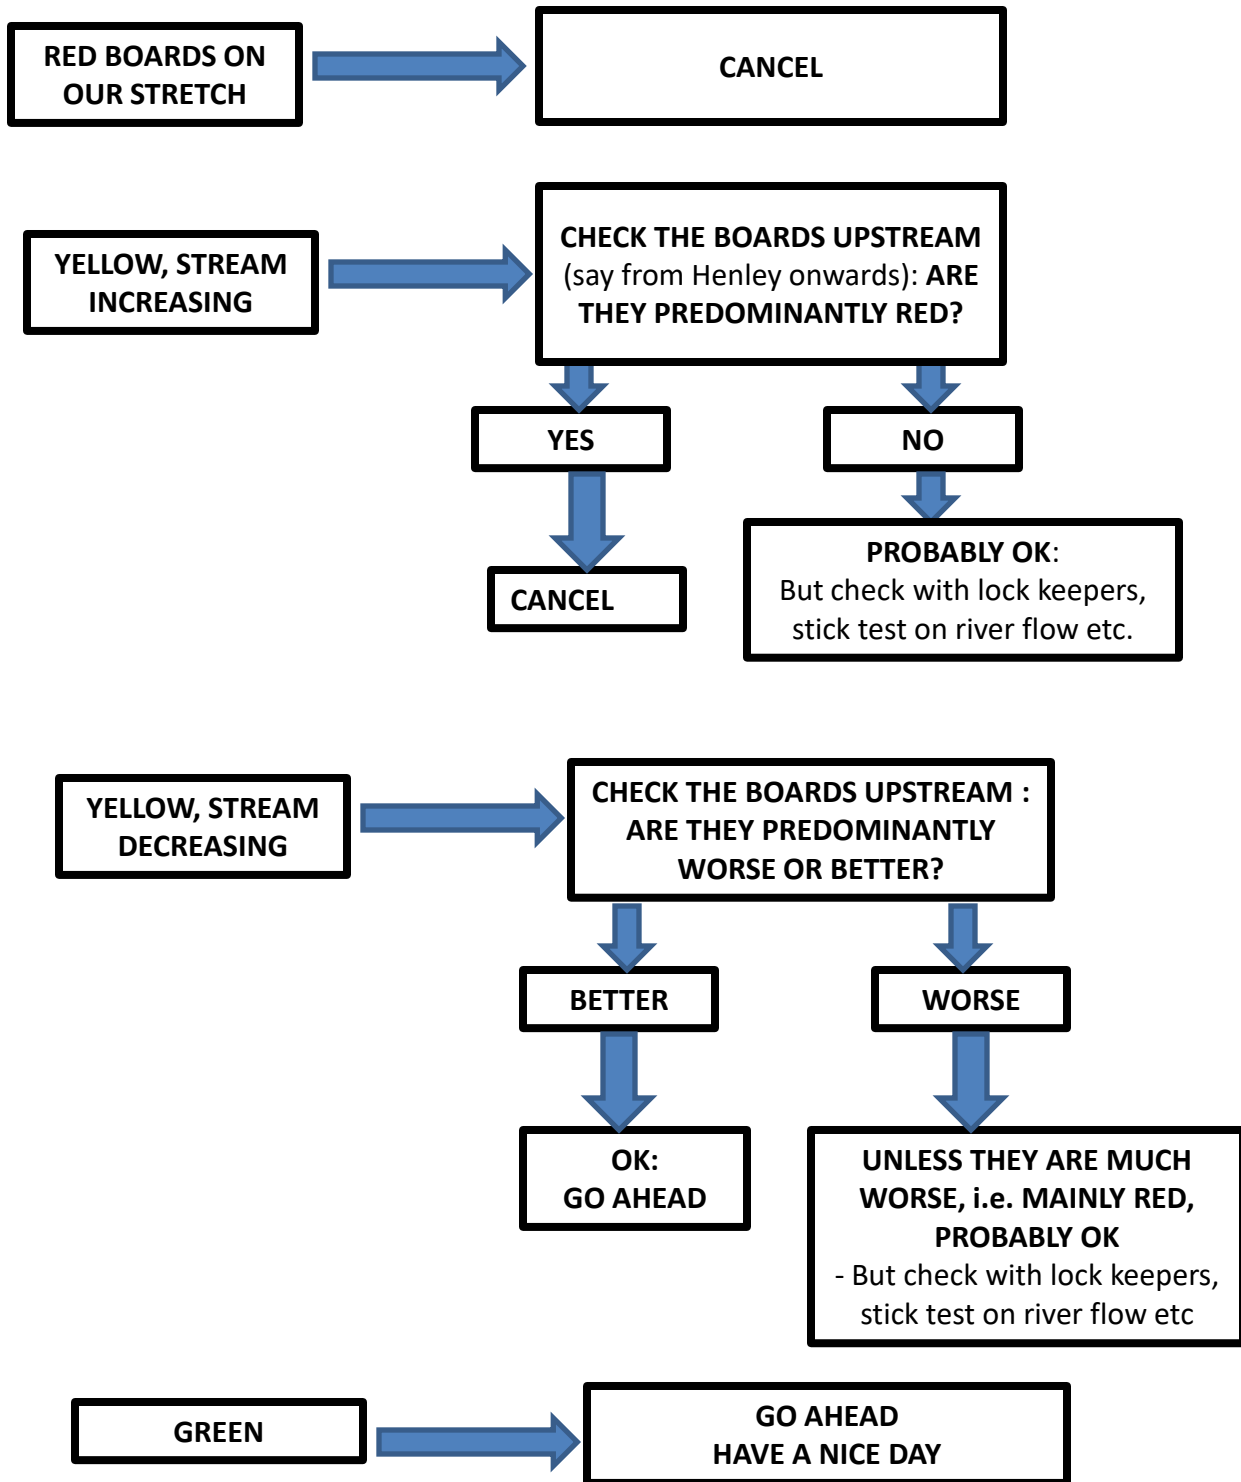 RED BOARDS ON
OUR STRETCH
CANCEL
YELLOW, STREAM
INCREASING
CHECK THE BOARDS UPSTREAM
(say from Henley onwards): ARE
THEY PREDOMINANTLY RED?
YES
NO
CANCEL
PROBABLY OK:
But check with lock keepers,
stick test on river flow etc.
YELLOW, STREAM
DECREASING
CHECK THE BOARDS UPSTREAM :
ARE THEY PREDOMINANTLY
WORSE OR BETTER?
BETTER
WORSE
OK:
GO AHEAD
UNLESS THEY ARE MUCH
WORSE, i.e. MAINLY RED,
PROBABLY OK
- But check with lock keepers,
stick test on river flow etc
GREEN
GO AHEAD
HAVE A NICE DAY